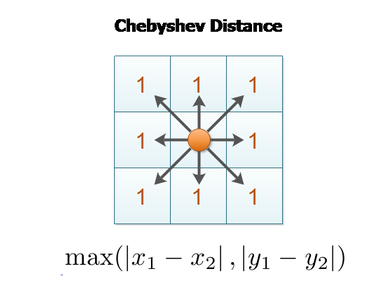 Chebyshev Distance
1 1 1
1 1
1 1 1
max(|x₁ − x₂| , |y₁ − y₂|)